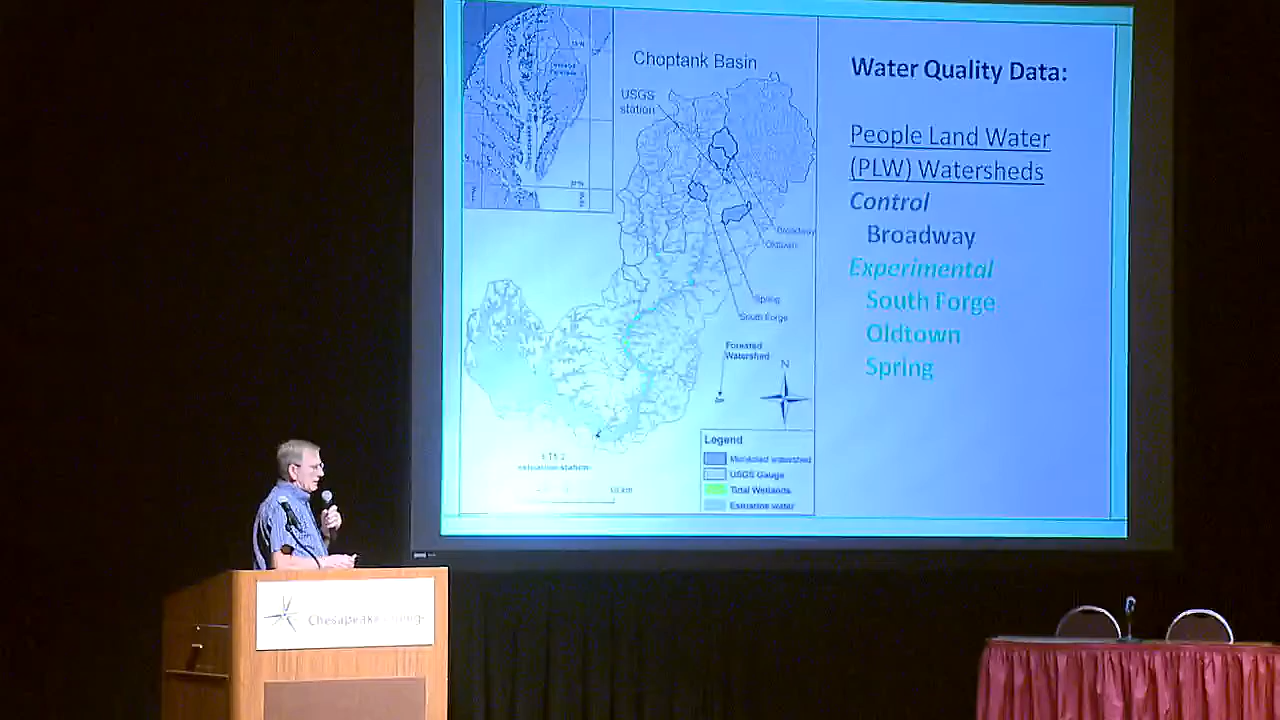 Choptank Basin
USGS
station
Broadway
Oldtown
Spring
South Forge
Forested
Watershed
N
Legend
Monitored watershed
USGS Gauge
Tidal Wetlands
Estuarine water
Water Quality Data:
People Land Water
(PLW) Watersheds
Control
Broadway
Experimental
South Forge
Oldtown
Spring
Chesapeake